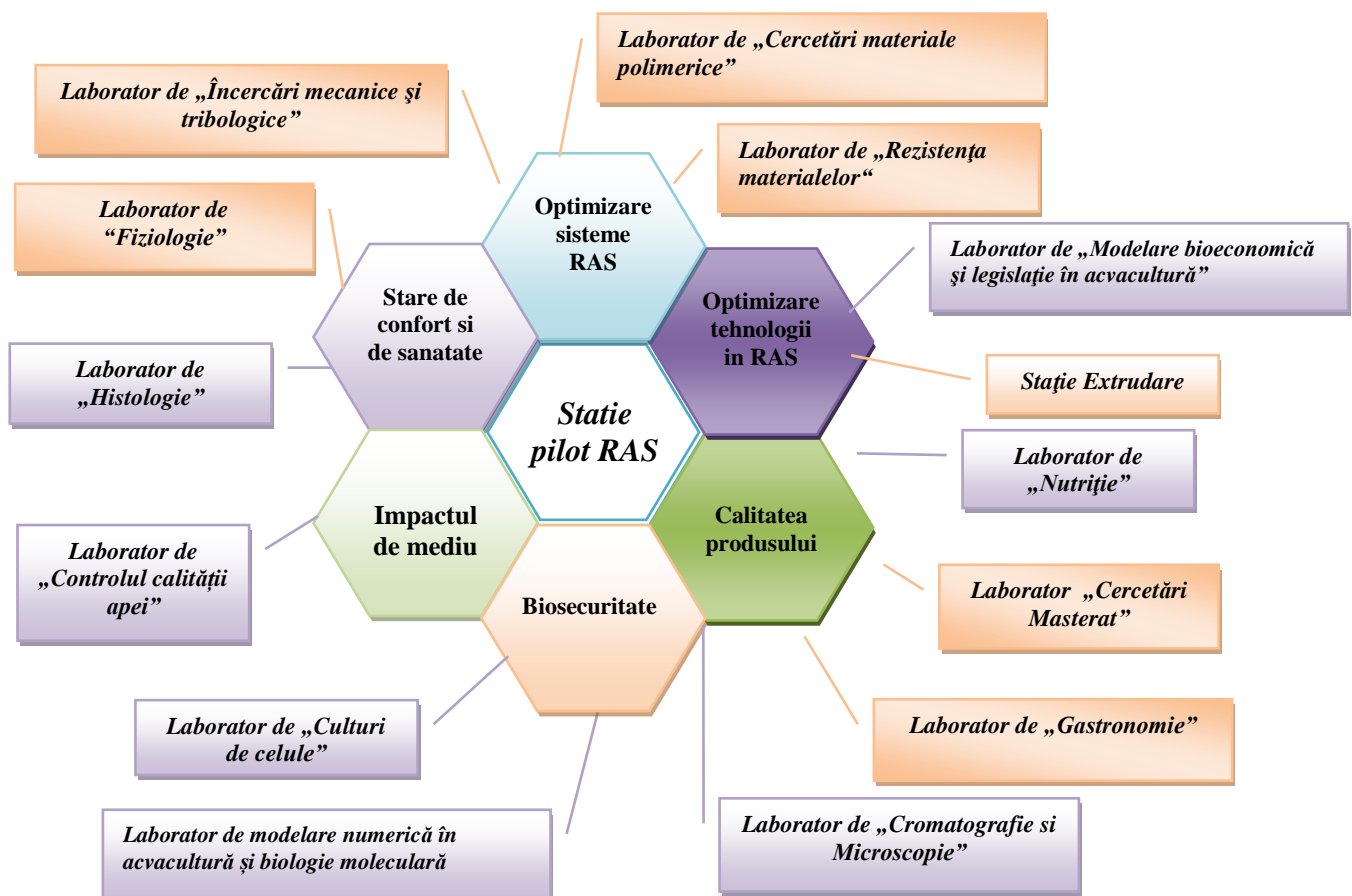 Laborator de „Cercetări materiale
polimerice”
Laborator de „Încercări mecanice şi
tribologice”
Laborator de „Rezistenţa
materialelor“
Laborator de
“Fiziologie”
Optimizare
sisteme
RAS
Laborator de „Modelare bioeconomică
şi legislaţie în acvacultură”
Stare de
confort si
de sanatate
Optimizare
tehnologii
in RAS
Laborator de
„Histologie”
Staţie Extrudare
Statie
pilot RAS
Laborator de
„Nutriţie”
Impactul
de mediu
Calitatea
produsului
Laborator de
„Controlul calității
apei”
Biosecuritate
Laborator „Cercetări
Masterat”
Laborator de „Culturi
de celule”
Laborator de „Gastronomie”
Laborator de modelare numerică în
acvacultură și biologie moleculară
Laborator de „Cromatografie si
Microscopie”